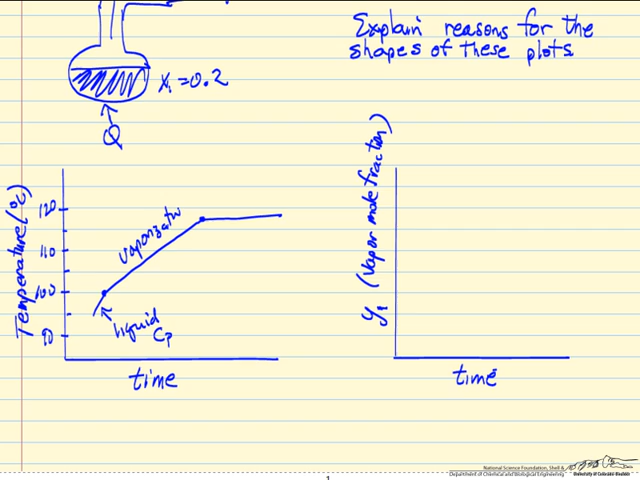 Explain reasons for the
shapes of these plots
x₁ = 0.2
Q
Temperature (°C)
120
110
100
90
vaporizatn
liquid
Cp
time
y₁ (vapor mole fraction)
time
National Science Foundation, Shell &
Department of Chemical and Biological Engineering
University of Colorado Boulder
1